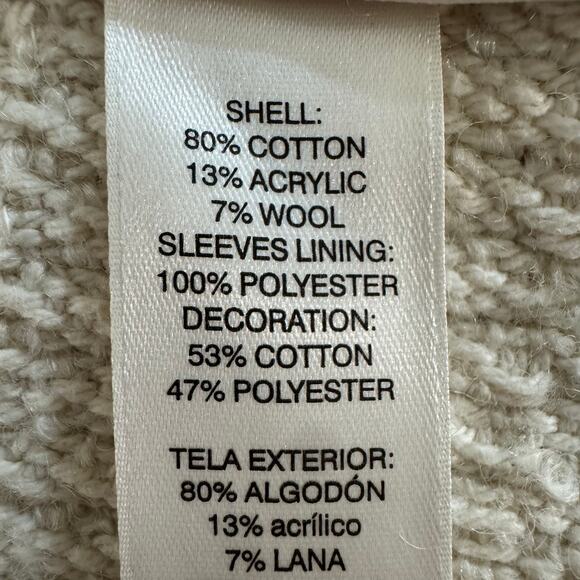 SHELL:
80% COTTON
13% ACRYLIC
7% WOOL
SLEEVES LINING:
100% POLYESTER
DECORATION:
53% COTTON
47% POLYESTER
TELA EXTERIOR:
80% ALGODÓN
13% acrílico
7% LANA